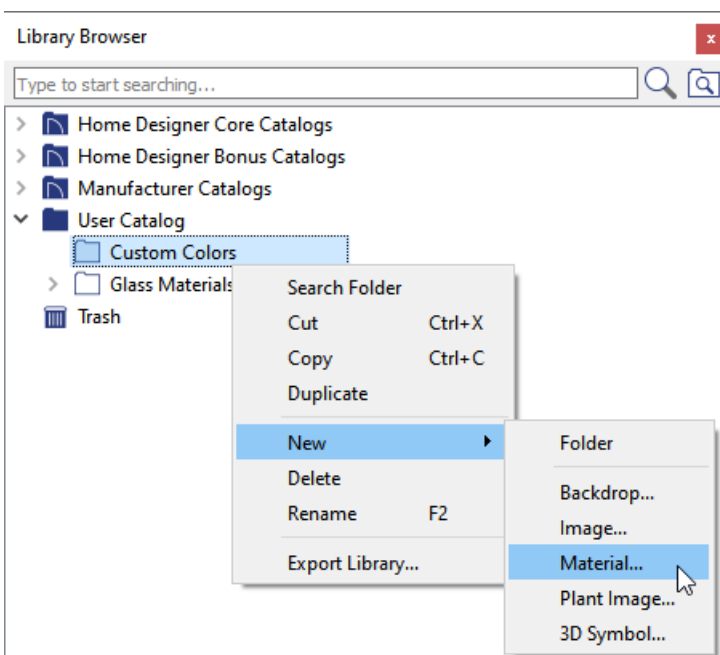 Library Browser
x
Type to start searching...
Home Designer Core Catalogs
Home Designer Bonus Catalogs
Manufacturer Catalogs
User Catalog
Custom Colors
Glass Materials
Trash
Search Folder
Cut Ctrl+X
Copy Ctrl+C
Duplicate
New
Delete
Rename F2
Export Library...
Folder
Backdrop...
Image...
Material...
Plant Image...
3D Symbol...